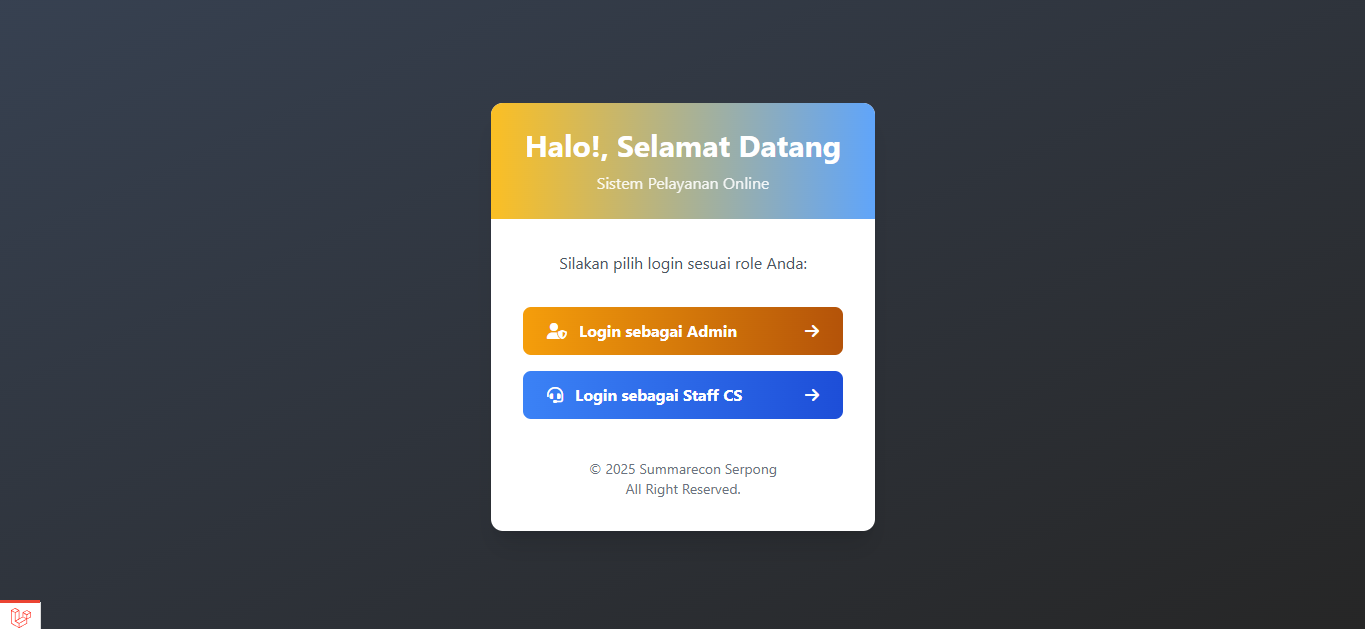 Halo!, Selamat Datang
Sistem Pelayanan Online
Silakan pilih login sesuai role Anda:
Login sebagai Admin
Login sebagai Staff CS
© 2025 Summarecon Serpong
All Right Reserved.